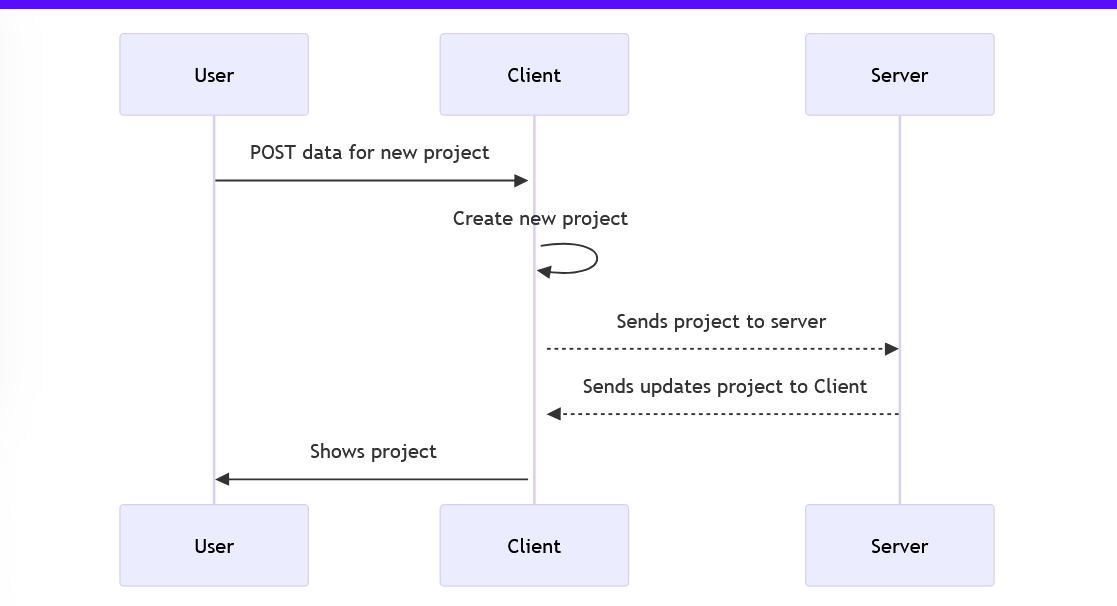 User
Client
Server
POST data for new project
Create new project
Sends project to server
Sends updates project to Client
Shows project
User
Client
Server